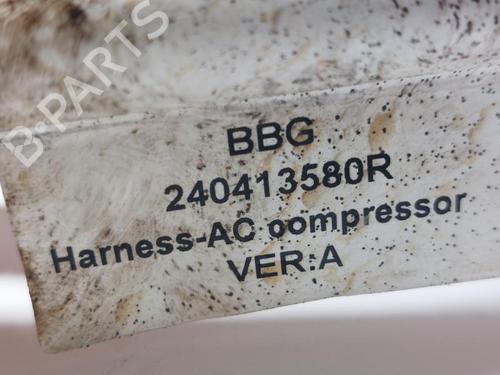 B-PARTS
BBG
240413580R
Harness-AC compressor
VER:A